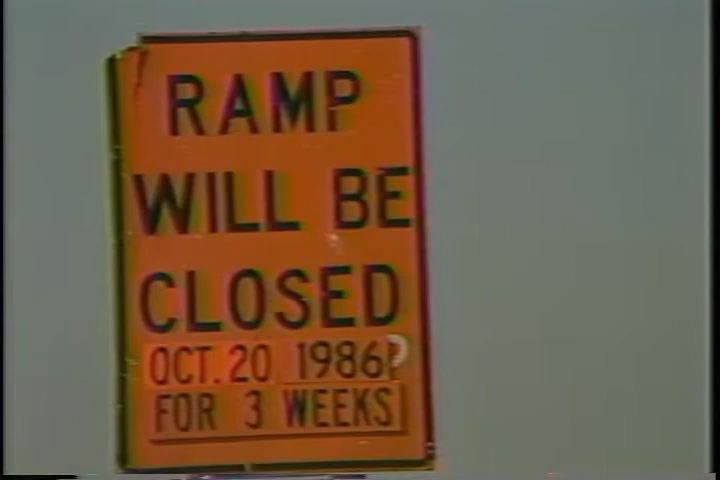 RAMP
WILL BE
CLOSED
OCT. 20 1986
FOR 3 WEEKS